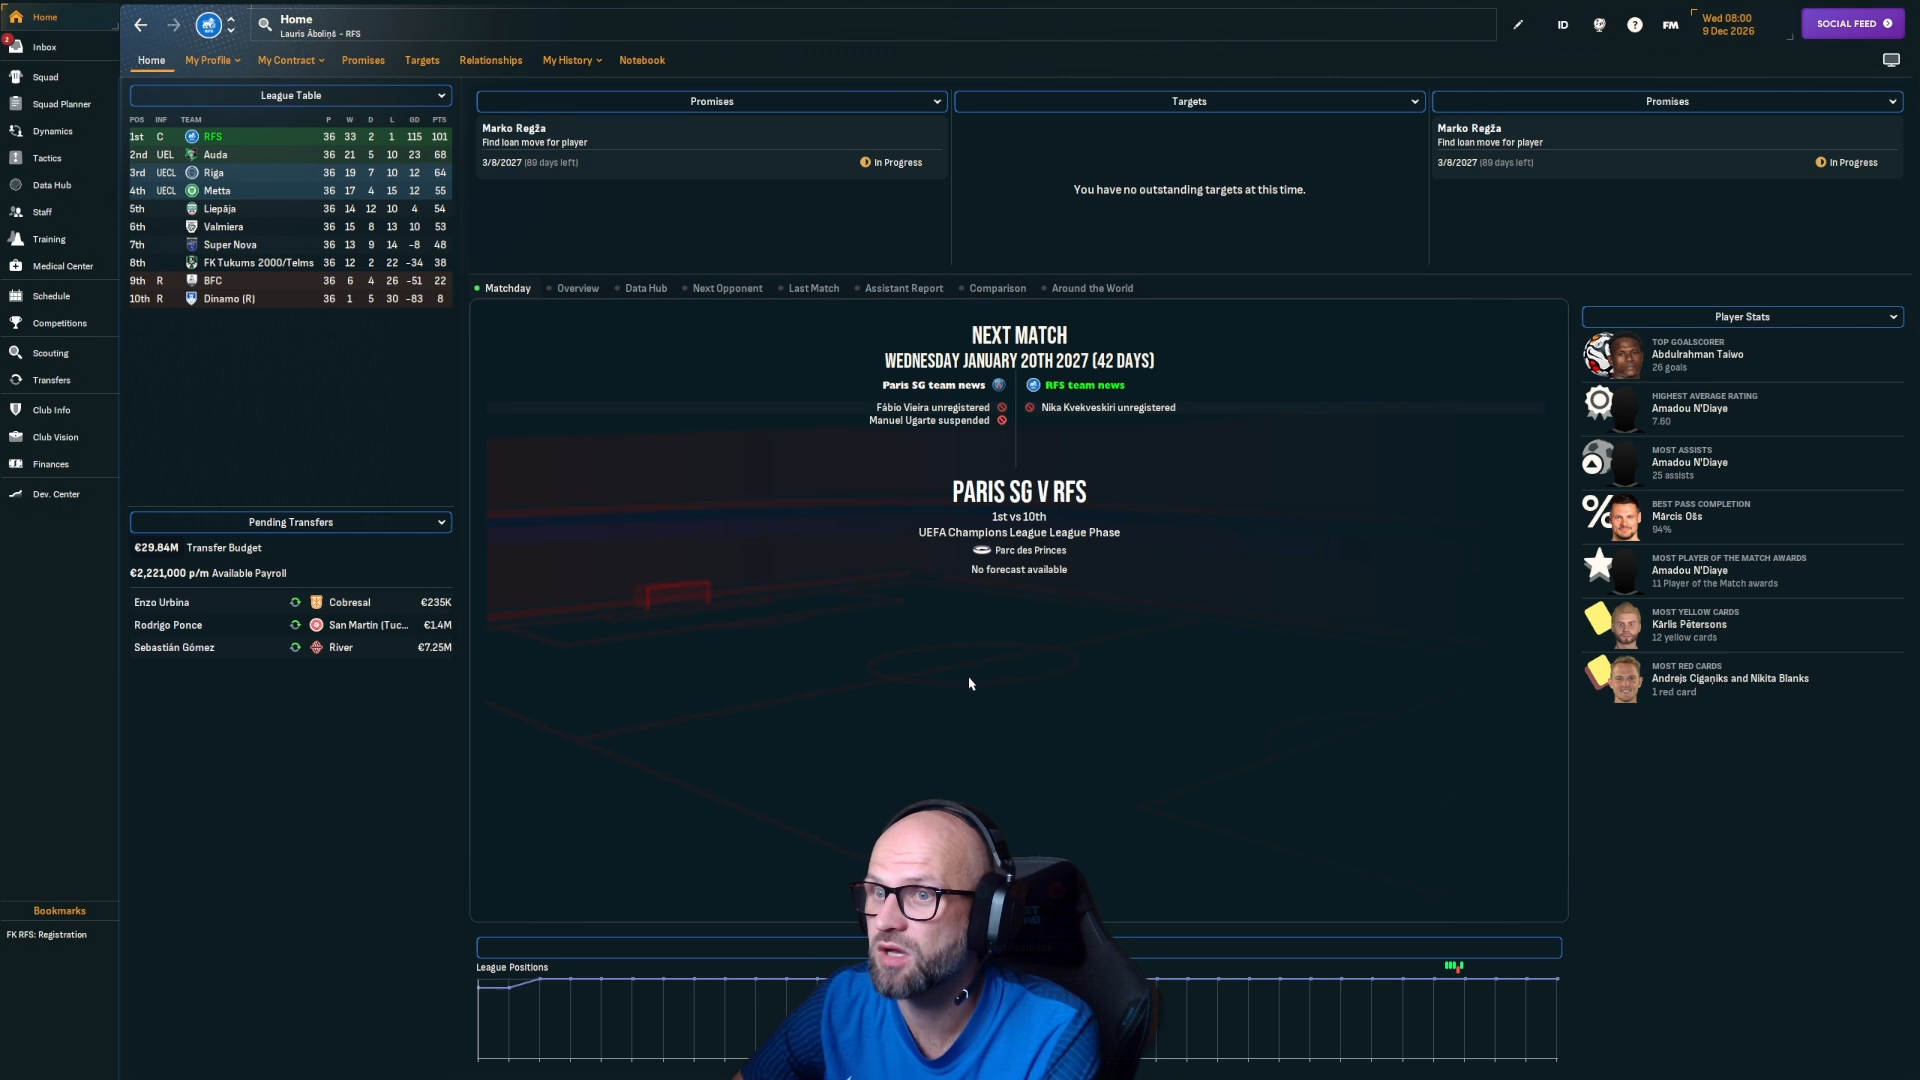 Home
Inbox
2
Squad
Squad Planner
Dynamics
Tactics
Data Hub
Staff
Training
Medical Center
Schedule
Competitions
Scouting
Transfers
Club Info
Club Vision
Finances
Dev. Center
Bookmarks
FK RFS: Registration
Home
Lauris Āboliņš - RFS
ID
FM
Wed 08:00
9 Dec 2026
SOCIAL FEED
Home My Profile My Contract Promises Targets Relationships My History Notebook
League Table
POS INF TEAM P W D L GD PTS
1st C RFS 36 33 2 1 115 101
2nd UEL Auda 36 21 5 10 23 68
3rd UECL Riga 36 19 7 10 12 64
4th UECL Metta 36 17 4 15 12 55
5th Liepāja 36 14 12 10 4 54
6th Valmiera 36 15 8 13 10 53
7th Super Nova 36 13 9 14 -8 48
8th FK Tukums 2000/Telms 36 12 2 22 -34 38
9th R BFC 36 6 4 26 -51 22
10th R Dinamo (R) 36 1 5 30 -83 8
Pending Transfers
€29.84M Transfer Budget
€2,221,000 p/m Available Payroll
Enzo Urbina Cobresal €235K
Rodrigo Ponce San Martín (Tuc... €1.4M
Sebastián Gómez River €7.25M
Promises
Marko Regža
Find loan move for player
3/8/2027 (89 days left) In Progress
Targets
You have no outstanding targets at this time.
Promises
Marko Regža
Find loan move for player
3/8/2027 (89 days left) In Progress
Matchday Overview Data Hub Next Opponent Last Match Assistant Report Comparison Around the World
NEXT MATCH
WEDNESDAY JANUARY 20TH 2027 (42 DAYS)
Paris SG team news RFS team news
Fábio Vieira unregistered Nika Kvekveskiri unregistered
Manuel Ugarte suspended
PARIS SG V RFS
1st vs 10th
UEFA Champions League League Phase
Parc des Princes
No forecast available
League Positions
Player Stats
TOP GOALSCORER
Abdulrahman Taiwo
26 goals
HIGHEST AVERAGE RATING
Amadou N'Diaye
7.60
MOST ASSISTS
Amadou N'Diaye
25 assists
BEST PASS COMPLETION
Mārcis Ošs
94%
MOST PLAYER OF THE MATCH AWARDS
Amadou N'Diaye
11 Player of the Match awards
MOST YELLOW CARDS
Kārlis Pētersons
12 yellow cards
MOST RED CARDS
Andrejs Cigaņiks and Nikita Blanks
1 red card